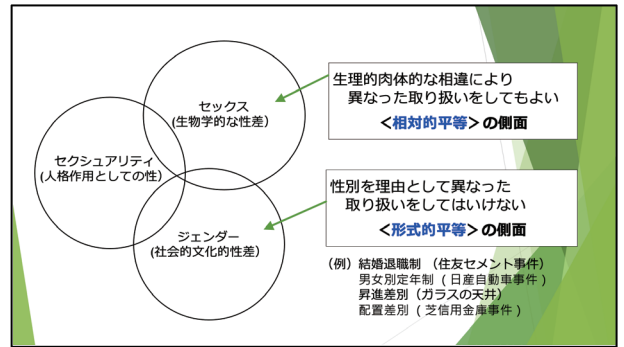 セックス
(生物学的な性差)
セクシュアリティ
(人格作用としての性)
ジェンダー
(社会的文化的性差)
生理的肉体的な相違により
異なった取り扱いをしてもよい
＜相対的平等＞の側面
性別を理由として異なった
取り扱いをしてはいけない
＜形式的平等＞の側面
（例）結婚退職制 （住友セメント事件）
男女別定年制 ( 日産自動車事件 )
昇進差別（ガラスの天井）
配置差別 ( 芝信用金庫事件 )